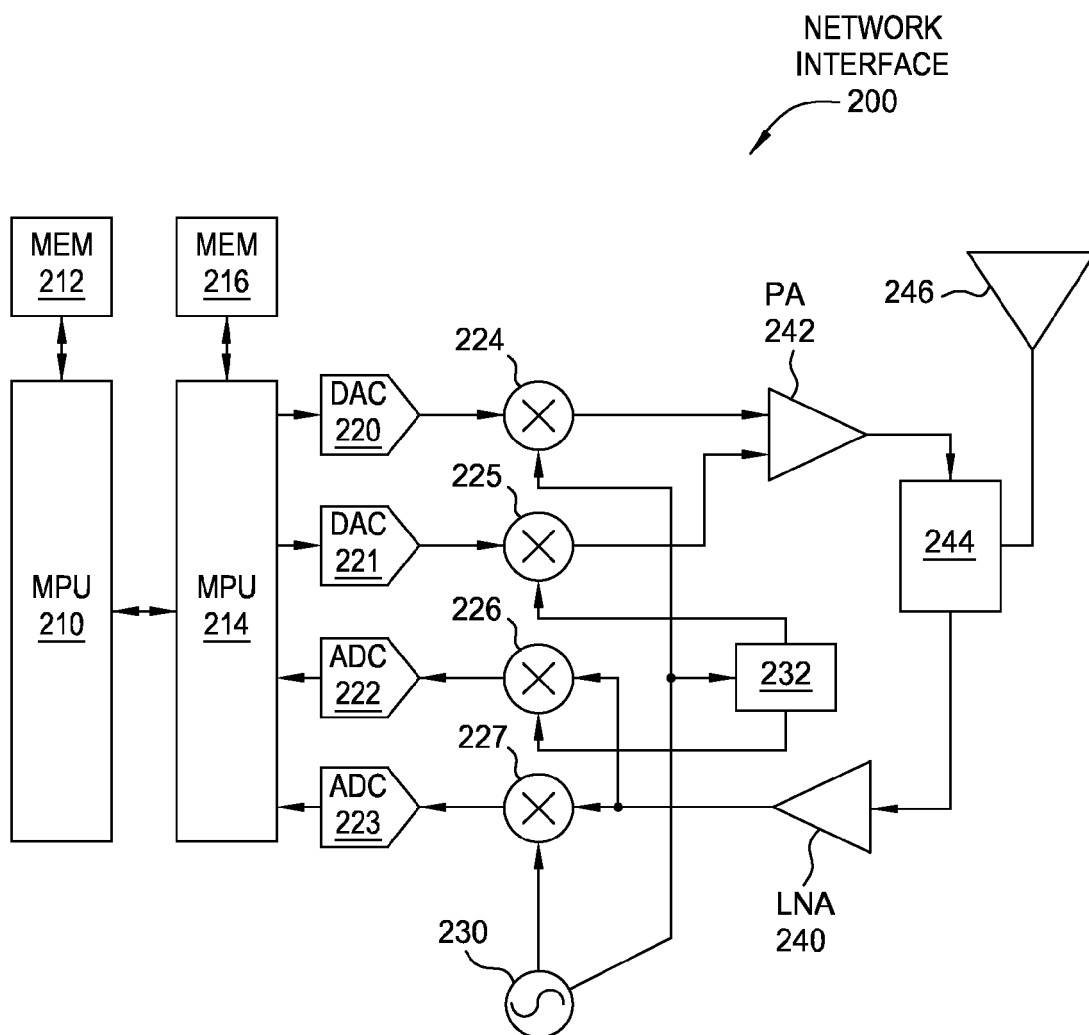 NETWORK
INTERFACE
200
MEM
212
MEM
216
PA
242
246
224
DAC
220
225
DAC
221
244
MPU
210
MPU
214
226
ADC
222
232
227
ADC
223
LNA
240
230